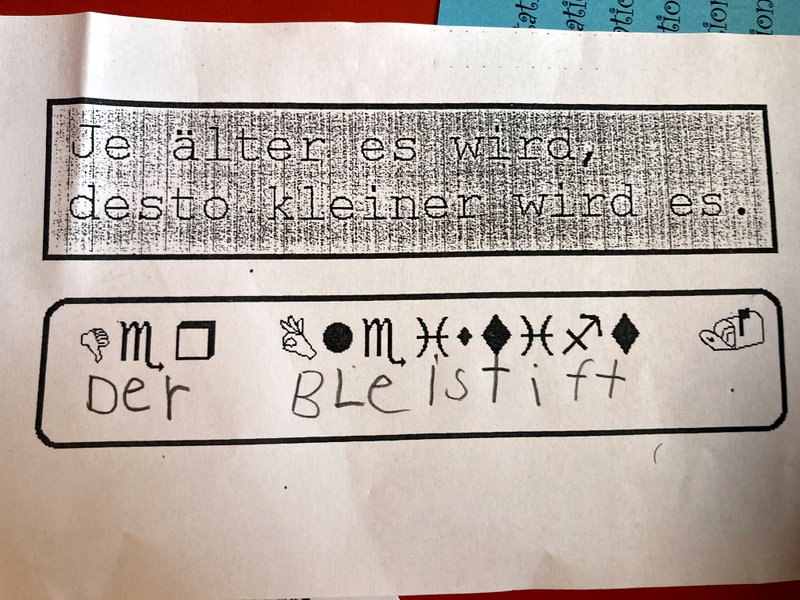 Je älter es wird,
desto kleiner wird es.
Der Bleistift .